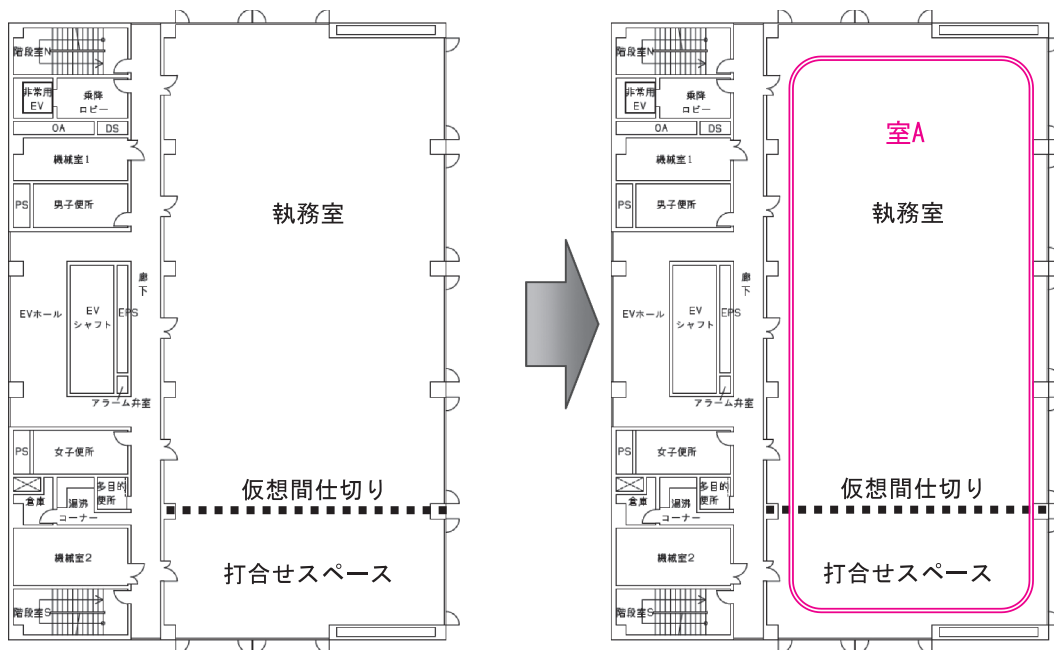 階段室N
非常用
EV
乗降
ロビー
OA
DS
機械室1
PS
男子便所
執務室
廊
下
EVホール
EV
シャフト
EPS
アラーム弁室
PS
女子便所
倉庫
湯沸
コーナー
多目的
便所
仮想間仕切り
機械室2
打合せスペース
階段室S
階段室N
非常用
EV
乗降
ロビー
OA
DS
室A
機械室1
PS
男子便所
執務室
廊
下
EVホール
EV
シャフト
EPS
アラーム弁室
PS
女子便所
倉庫
湯沸
コーナー
多目的
便所
仮想間仕切り
機械室2
打合せスペース
階段室S